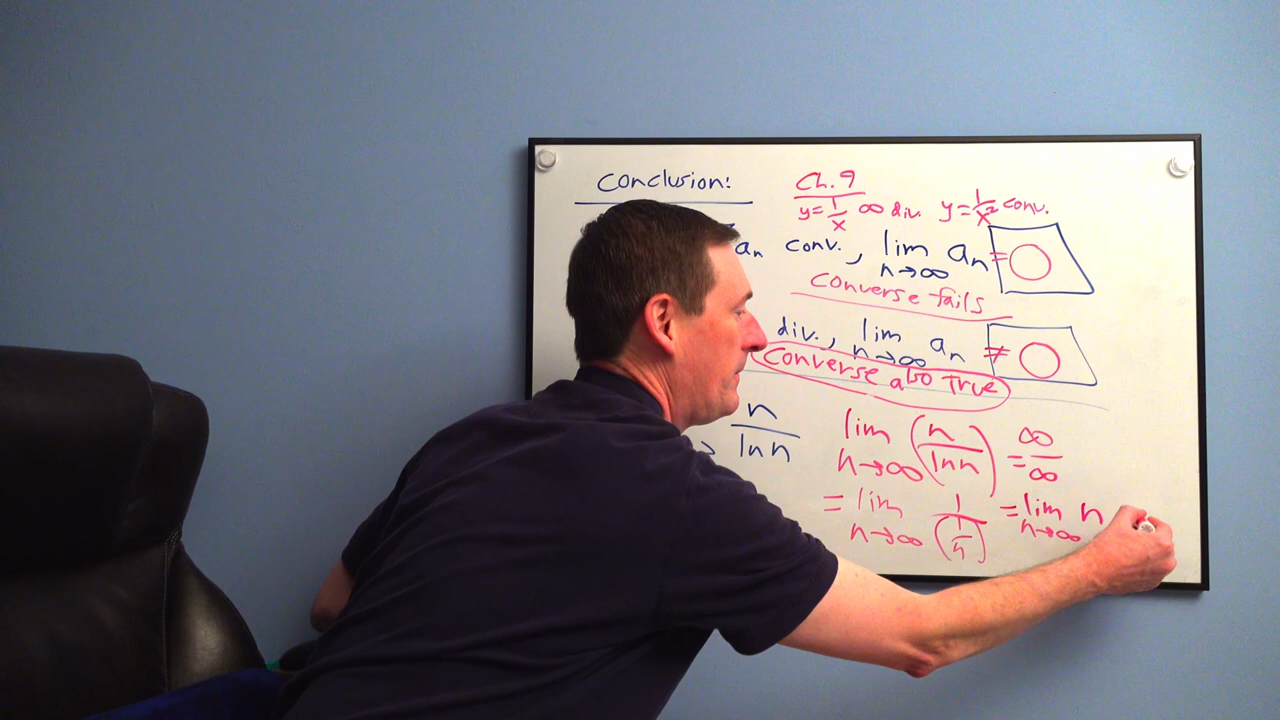 Conclusion:
Ch. 9
y = 1/x ∞ div. y = 1/x² conv.
aₙ conv., lim n→∞ aₙ = 0
Converse fails
div., lim n→∞ aₙ ≠ 0
Converse also True
n/ln n
lim n→∞ (n/ln n) = ∞/∞
= lim n→∞ 1/(1/n) = lim n→∞ n